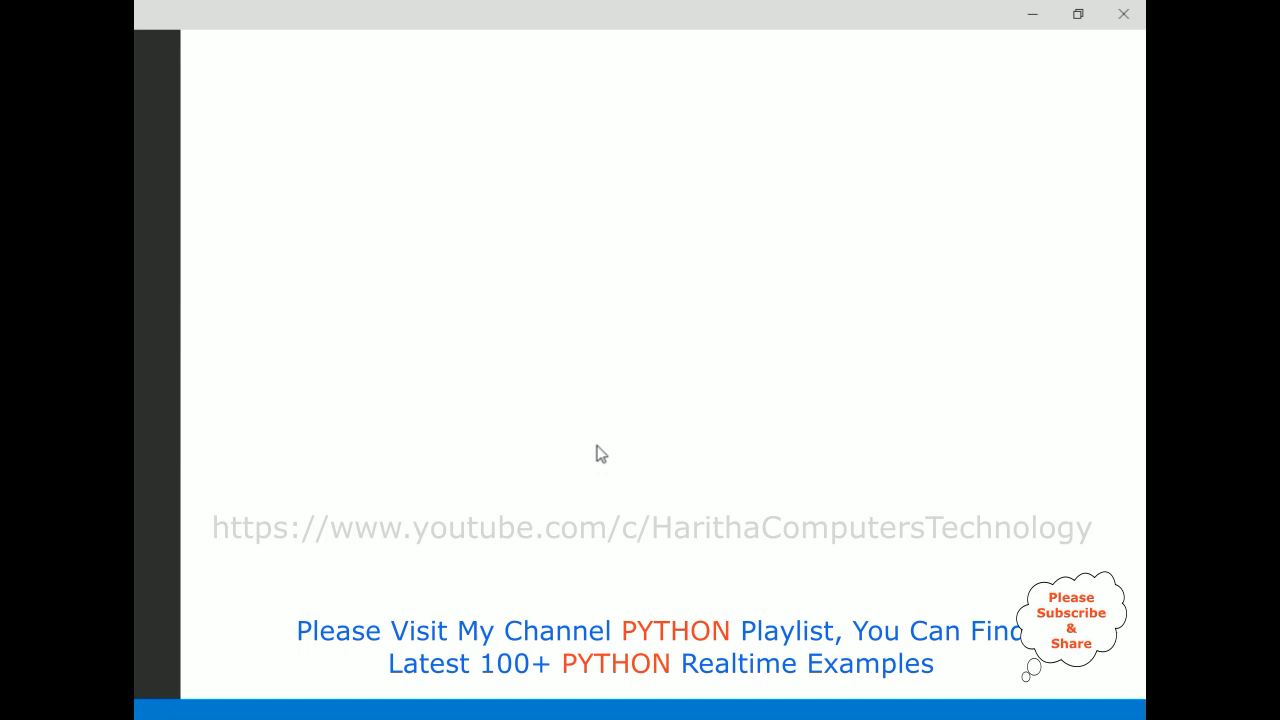 https://www.youtube.com/c/HarithaComputersTechnology
Please Visit My Channel PYTHON Playlist, You Can Find
Latest 100+ PYTHON Realtime Examples
Please
Subscribe
&
Share